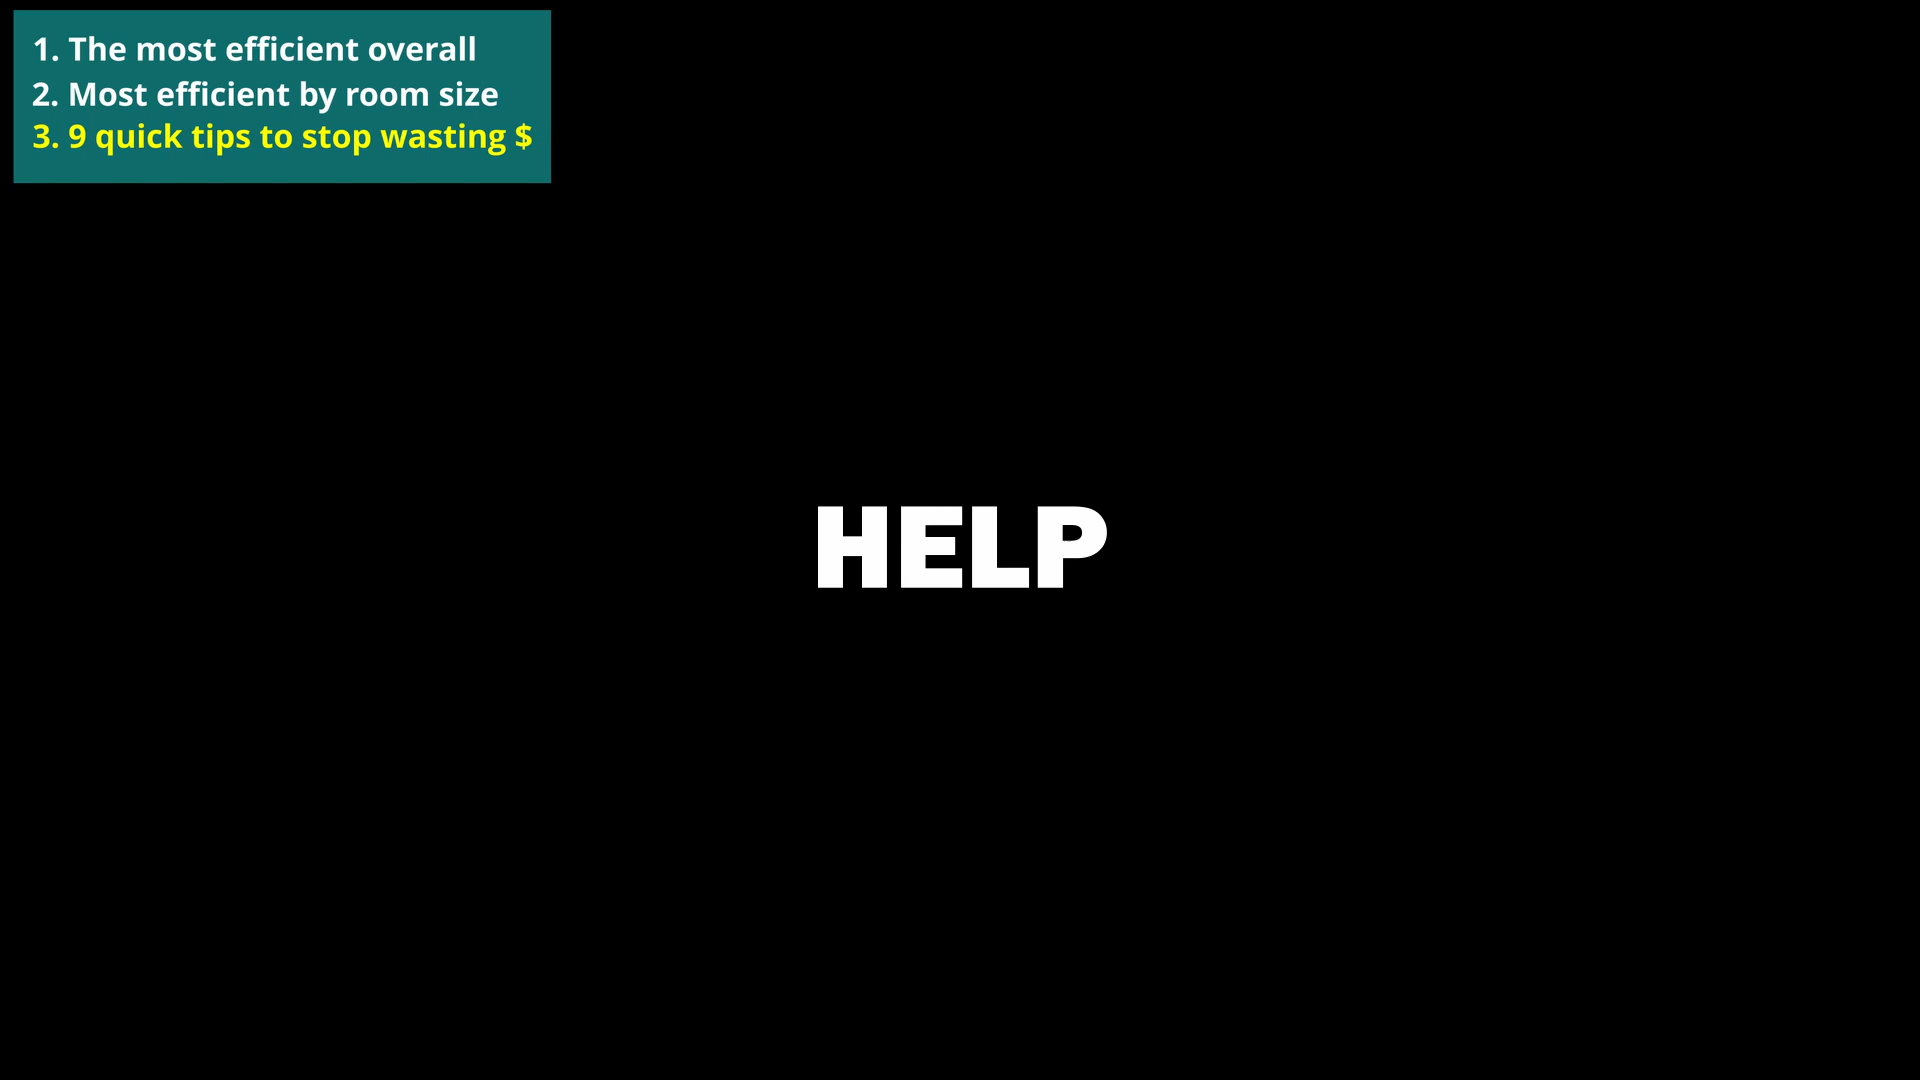 1. The most efficient overall
2. Most efficient by room size
3. 9 quick tips to stop wasting $
HELP